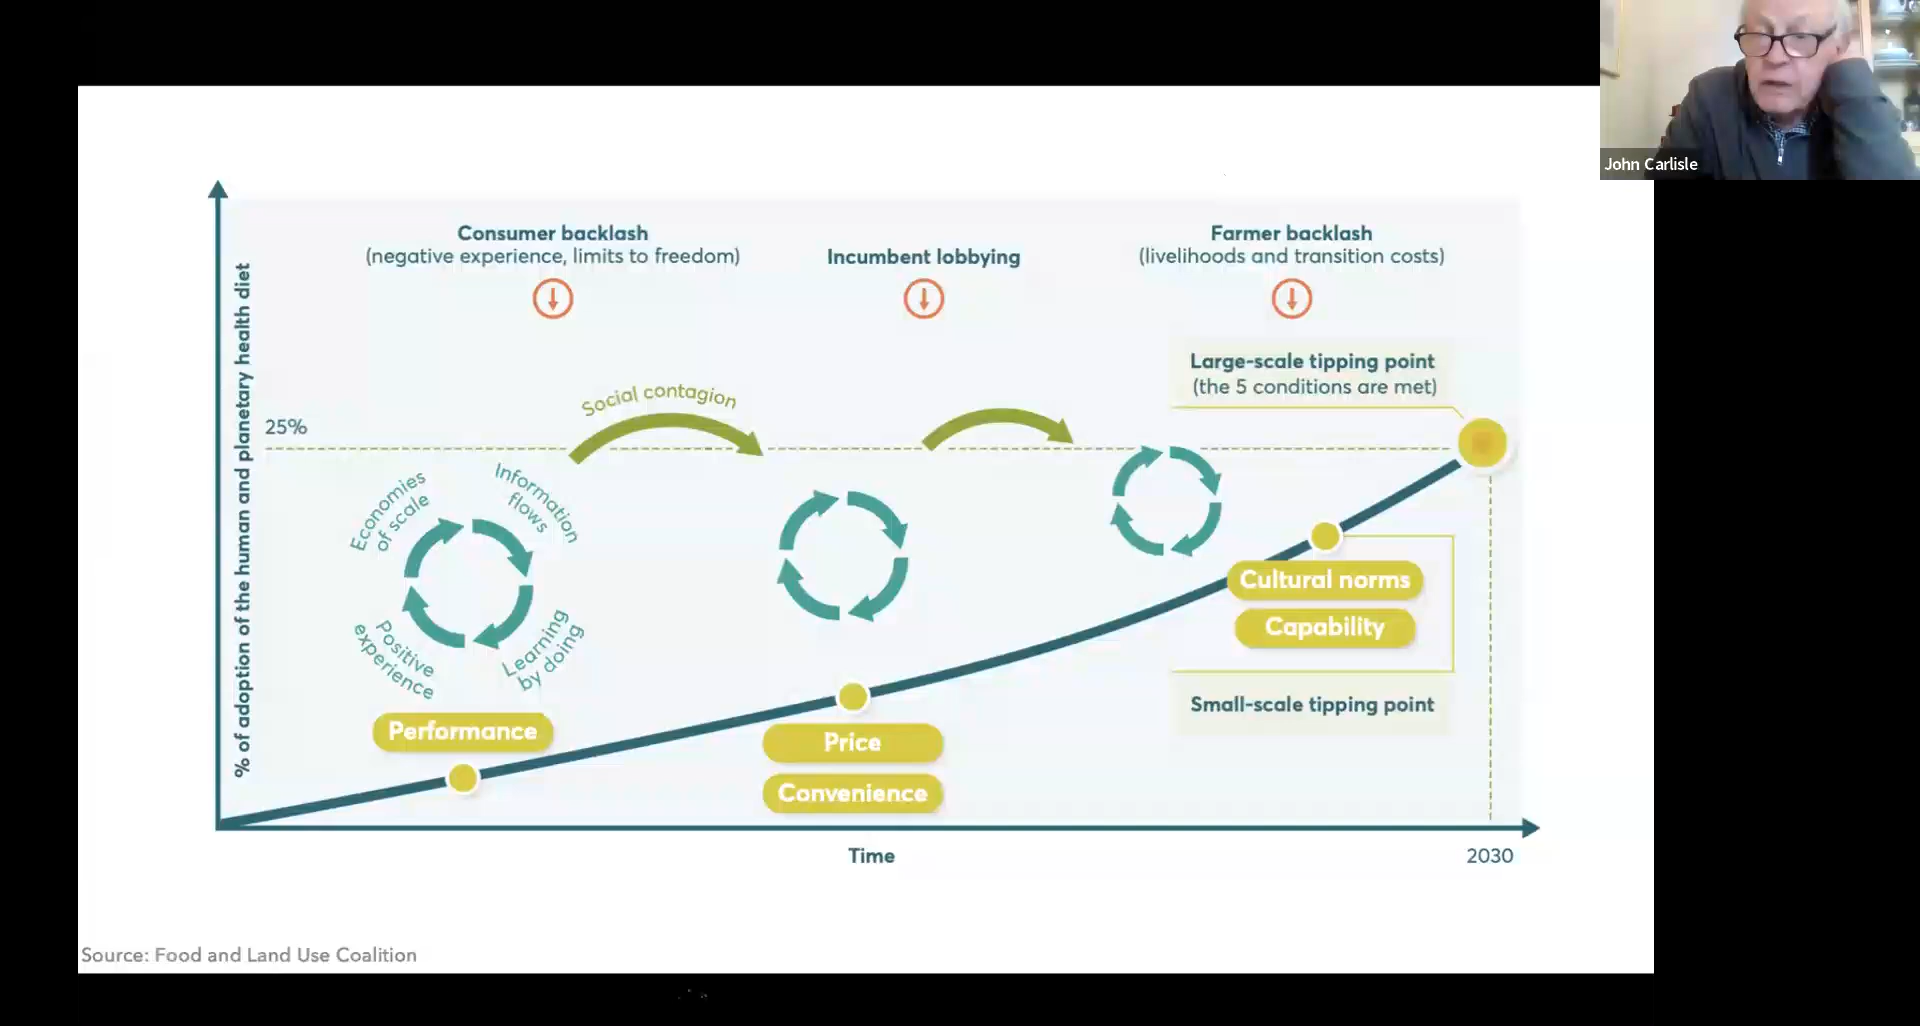 John Carlisle
Consumer backlash
(negative experience, limits to freedom)
Incumbent lobbying
Farmer backlash
(livelihoods and transition costs)
% of adoption of the human and planetary health diet
Large-scale tipping point
(the 5 conditions are met)
Social contagion
25%
Economies
of scale
Information
flows
Positive
experience
Learning
by doing
Cultural norms
Capability
Small-scale tipping point
Performance
Price
Convenience
Time
2030
Source: Food and Land Use Coalition